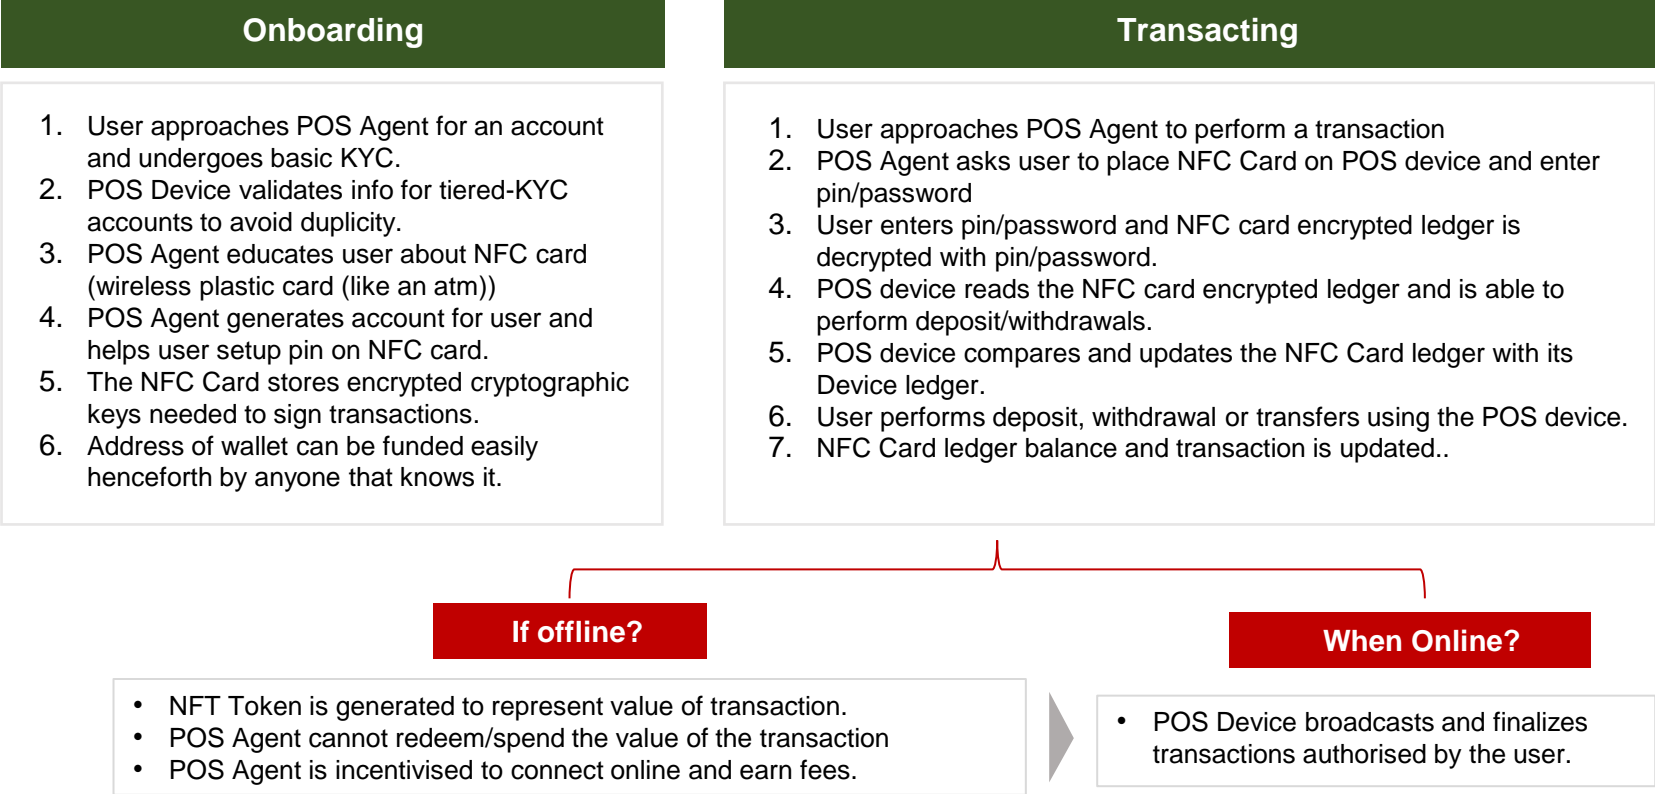 Onboarding
1. User approaches POS Agent for an account
and undergoes basic KYC.
2. POS Device validates info for tiered-KYC
accounts to avoid duplicity.
3. POS Agent educates user about NFC card
(wireless plastic card (like an atm))
4. POS Agent generates account for user and
helps user setup pin on NFC card.
5. The NFC Card stores encrypted cryptographic
keys needed to sign transactions.
6. Address of wallet can be funded easily
henceforth by anyone that knows it.
Transacting
1. User approaches POS Agent to perform a transaction
2. POS Agent asks user to place NFC Card on POS device and enter
pin/password
3. User enters pin/password and NFC card encrypted ledger is
decrypted with pin/password.
4. POS device reads the NFC card encrypted ledger and is able to
perform deposit/withdrawals.
5. POS device compares and updates the NFC Card ledger with its
Device ledger.
6. User performs deposit, withdrawal or transfers using the POS device.
7. NFC Card ledger balance and transaction is updated..
If offline?
• NFT Token is generated to represent value of transaction.
• POS Agent cannot redeem/spend the value of the transaction
• POS Agent is incentivised to connect online and earn fees.
When Online?
• POS Device broadcasts and finalizes
transactions authorised by the user.